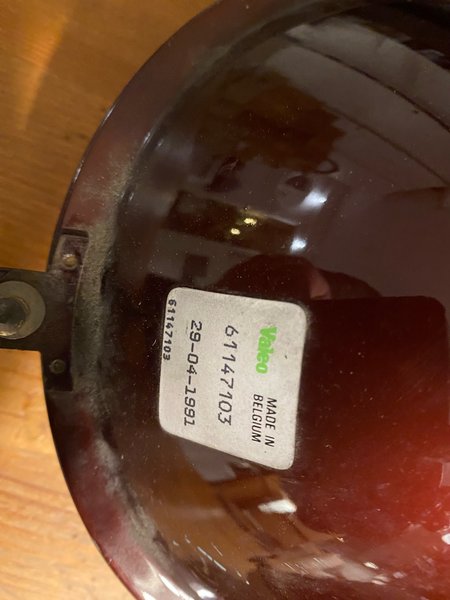 Valeo
MADE IN
BELGIUM
61147103
29-04-1991
61147103